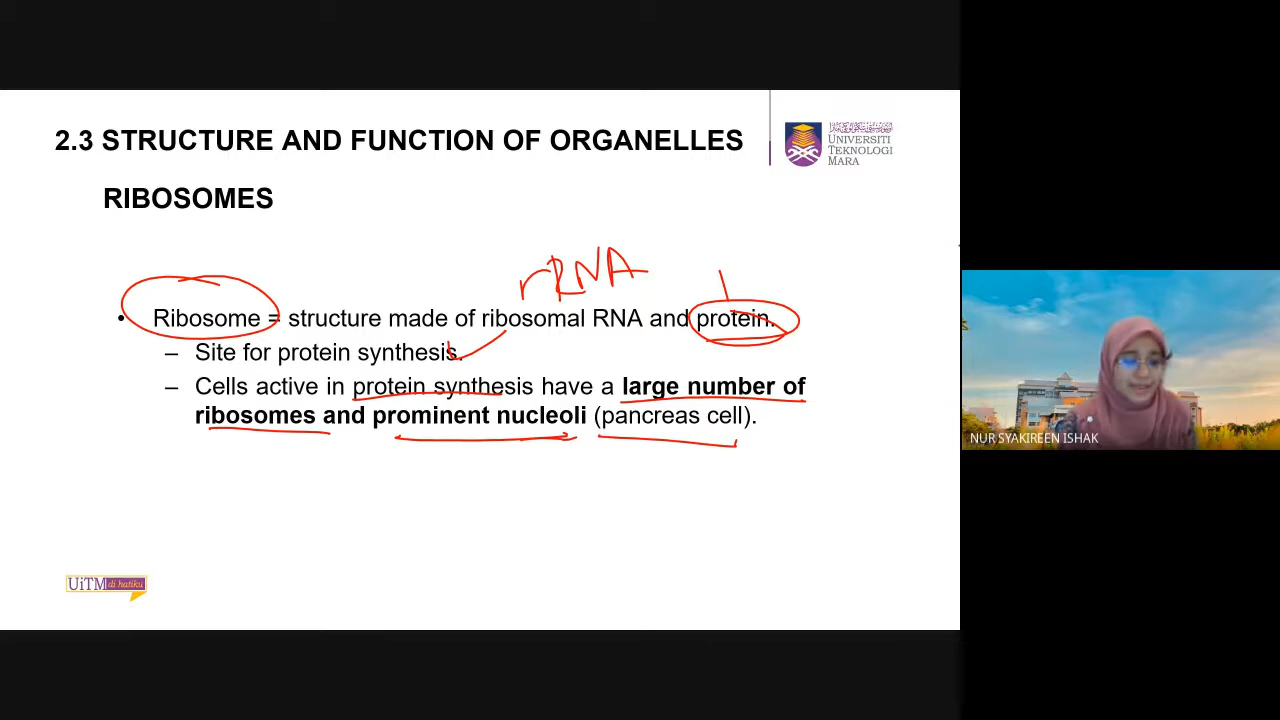 2.3 STRUCTURE AND FUNCTION OF ORGANELLES
UNIVERSITI
TEKNOLOGI
MARA
RIBOSOMES
rRNA
• Ribosome = structure made of ribosomal RNA and protein.
– Site for protein synthesis.
– Cells active in protein synthesis have a large number of
ribosomes and prominent nucleoli (pancreas cell).
NUR SYAKIREEN ISHAK
UiTM di hatiku